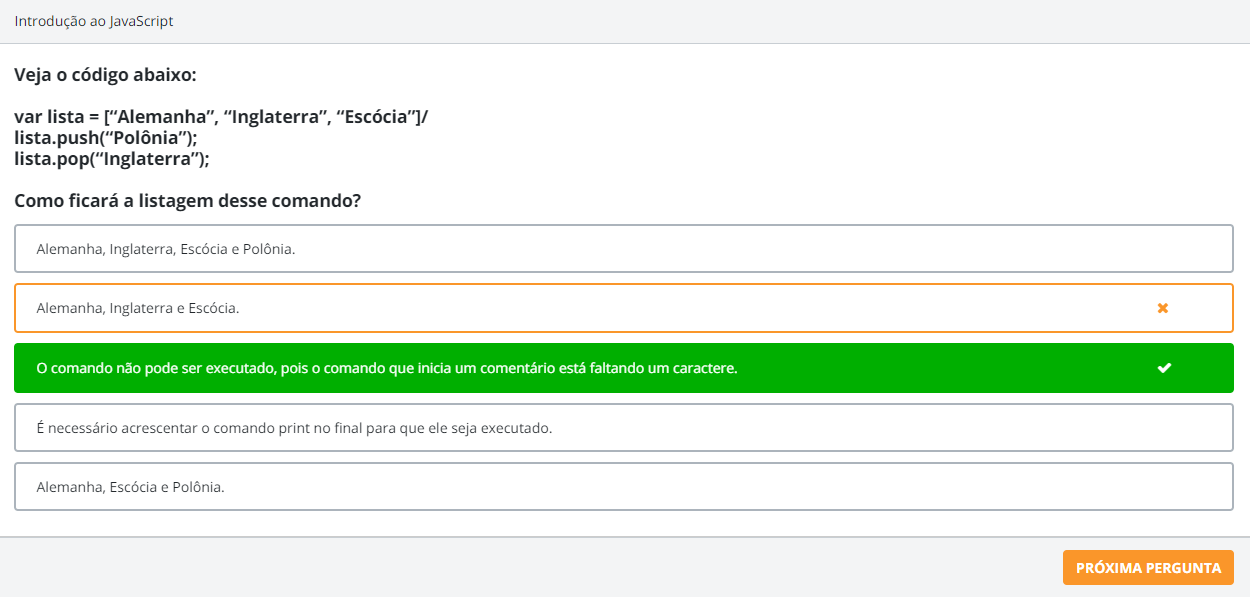 Introdução ao JavaScript
Veja o código abaixo:
var lista = [“Alemanha”, “Inglaterra”, “Escócia”]/
lista.push(“Polônia”);
lista.pop(“Inglaterra”);
Como ficará a listagem desse comando?
Alemanha, Inglaterra, Escócia e Polônia.
Alemanha, Inglaterra e Escócia.
O comando não pode ser executado, pois o comando que inicia um comentário está faltando um caractere.
É necessário acrescentar o comando print no final para que ele seja executado.
Alemanha, Escócia e Polônia.
PRÓXIMA PERGUNTA